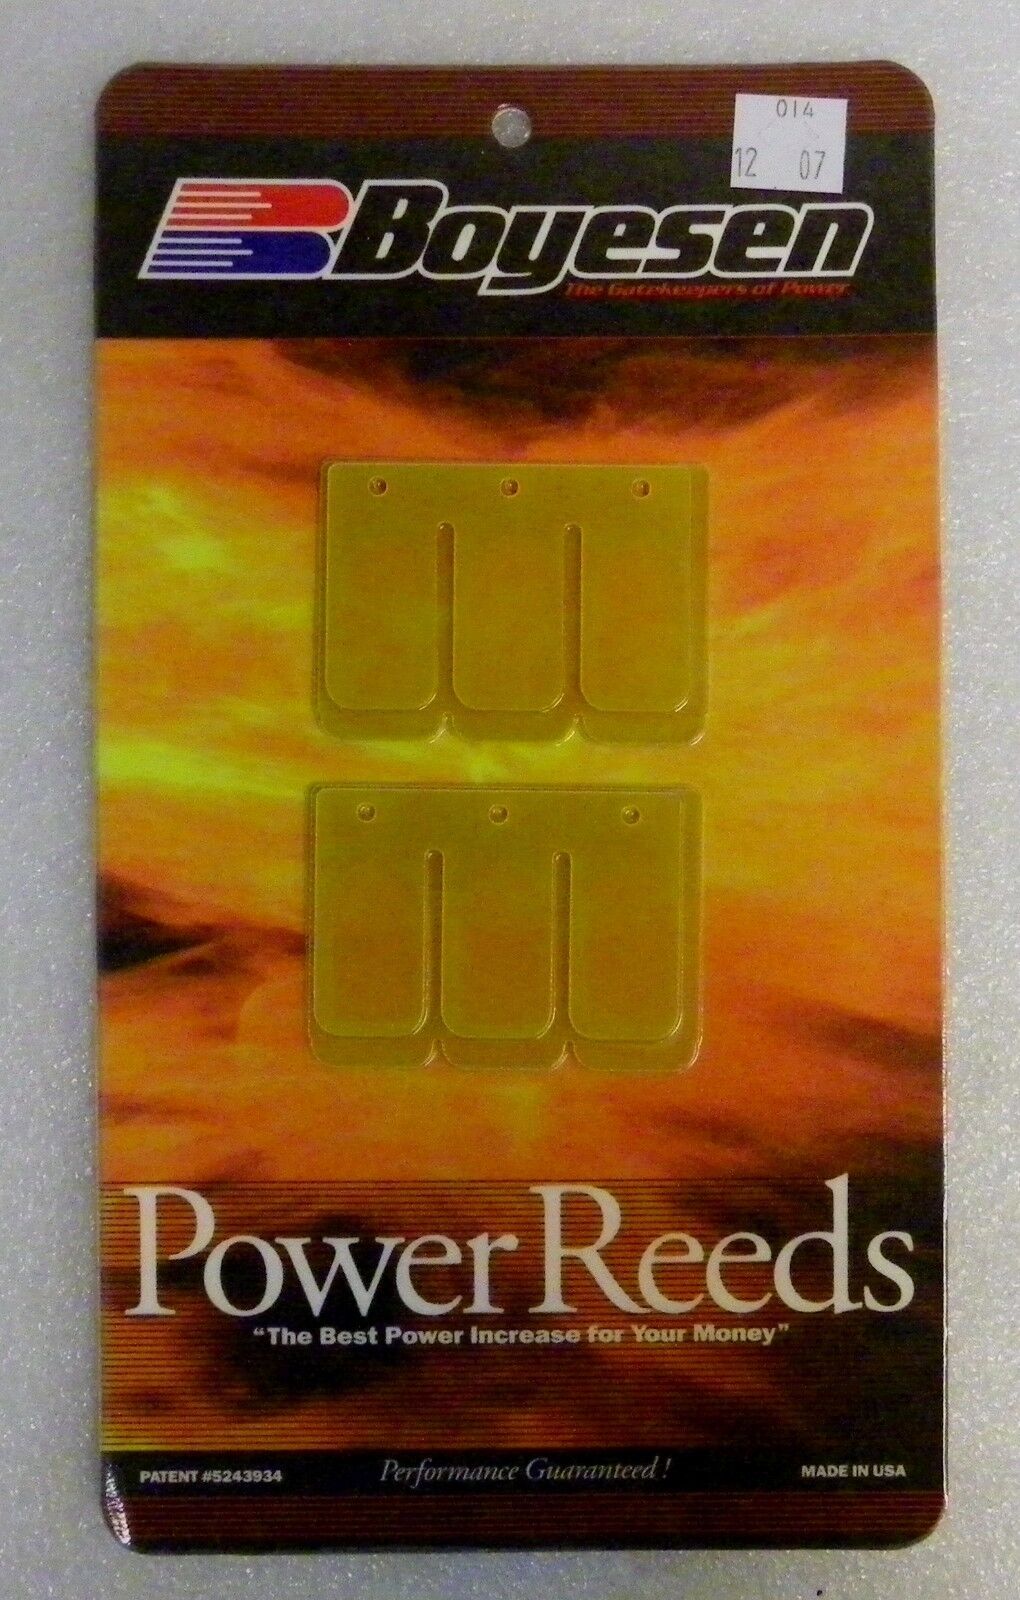 014
12 07
Boyesen
The Gatekeepers of Power
Power Reeds
"The Best Power Increase for Your Money"
PATENT #5243934
Performance Guaranteed!
MADE IN USA